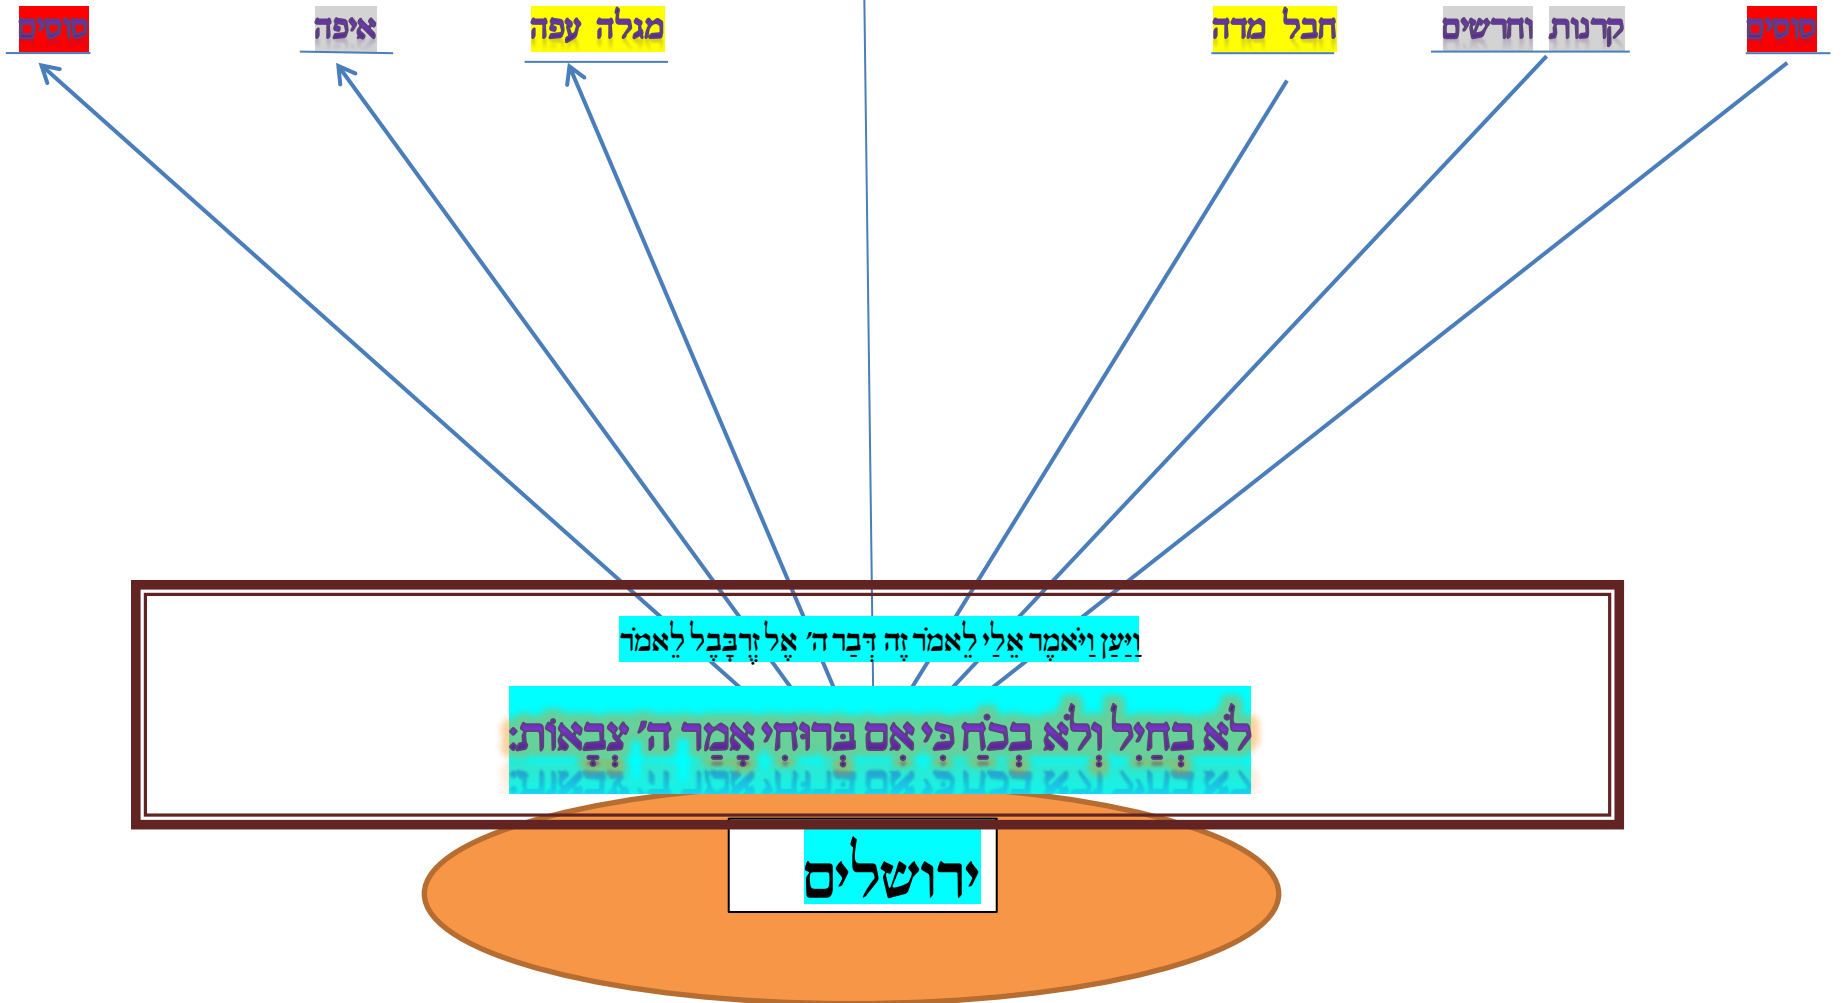 סוסים
קרנות וחרשים
חבל מדה
מגלה עפה
איפה
סוסים
וַיַּעַן וַיֹּאמֶר אֵלַי לֵאמֹר זֶה דְּבַר ה' אֶל זְרֻבָּבֶל לֵאמֹר
לֹא בְחַיִל וְלֹא בְכֹחַ כִּי אִם בְּרוּחִי אָמַר ה' צְבָאוֹת:
ירושלים